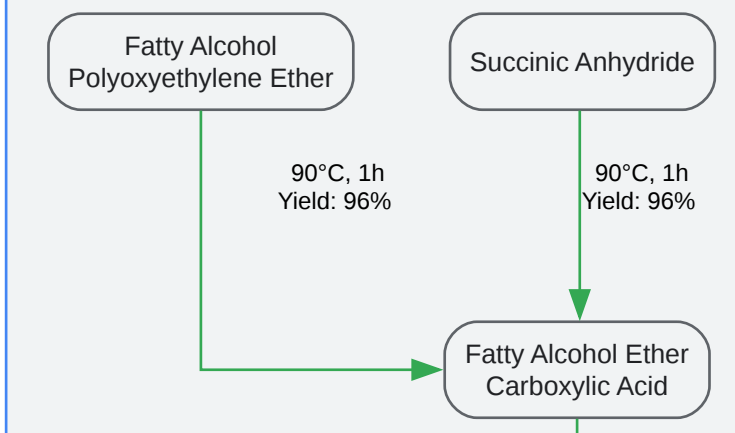 Fatty Alcohol
Polyoxyethylene Ether
Succinic Anhydride
90°C, 1h
Yield: 96%
90°C, 1h
Yield: 96%
Fatty Alcohol Ether
Carboxylic Acid